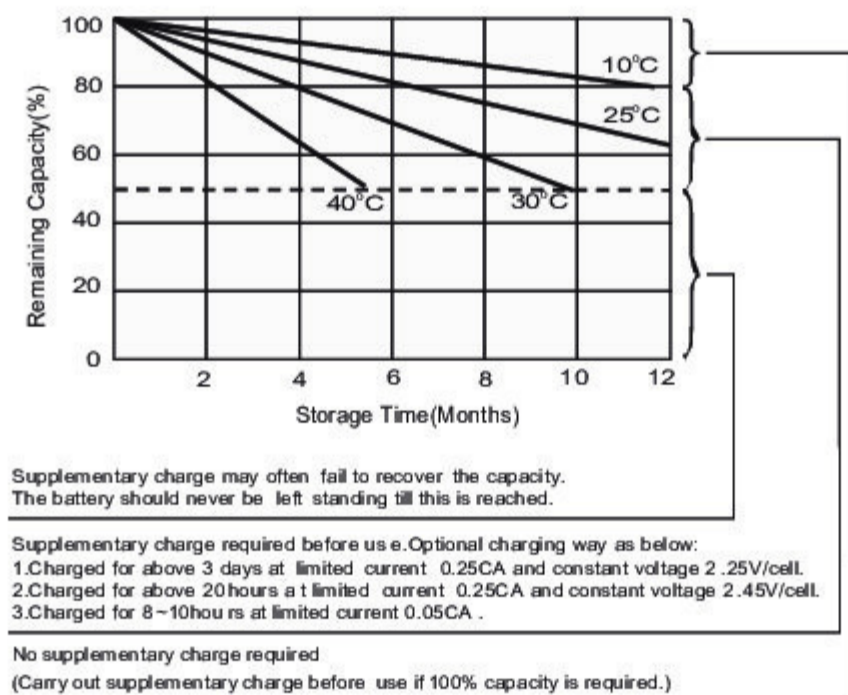 100
80
60
40
20
0
Remaining Capacity(%)
10°C
25°C
40°C
30°C
2 4 6 8 10 12
Storage Time(Months)
Supplementary charge may often fail to recover the capacity.
The battery should never be left standing till this is reached.
Supplementary charge required before us e.Optional charging way as below:
1.Charged for above 3 days at limited current 0.25CA and constant voltage 2.25V/cell.
2.Charged for above 20hours a t limited current 0.25CA and constant voltage 2.45V/cell.
3.Charged for 8~10hou rs at limited current 0.05CA .
No supplementary charge required
(Carry out supplementary charge before use if 100% capacity is required.)